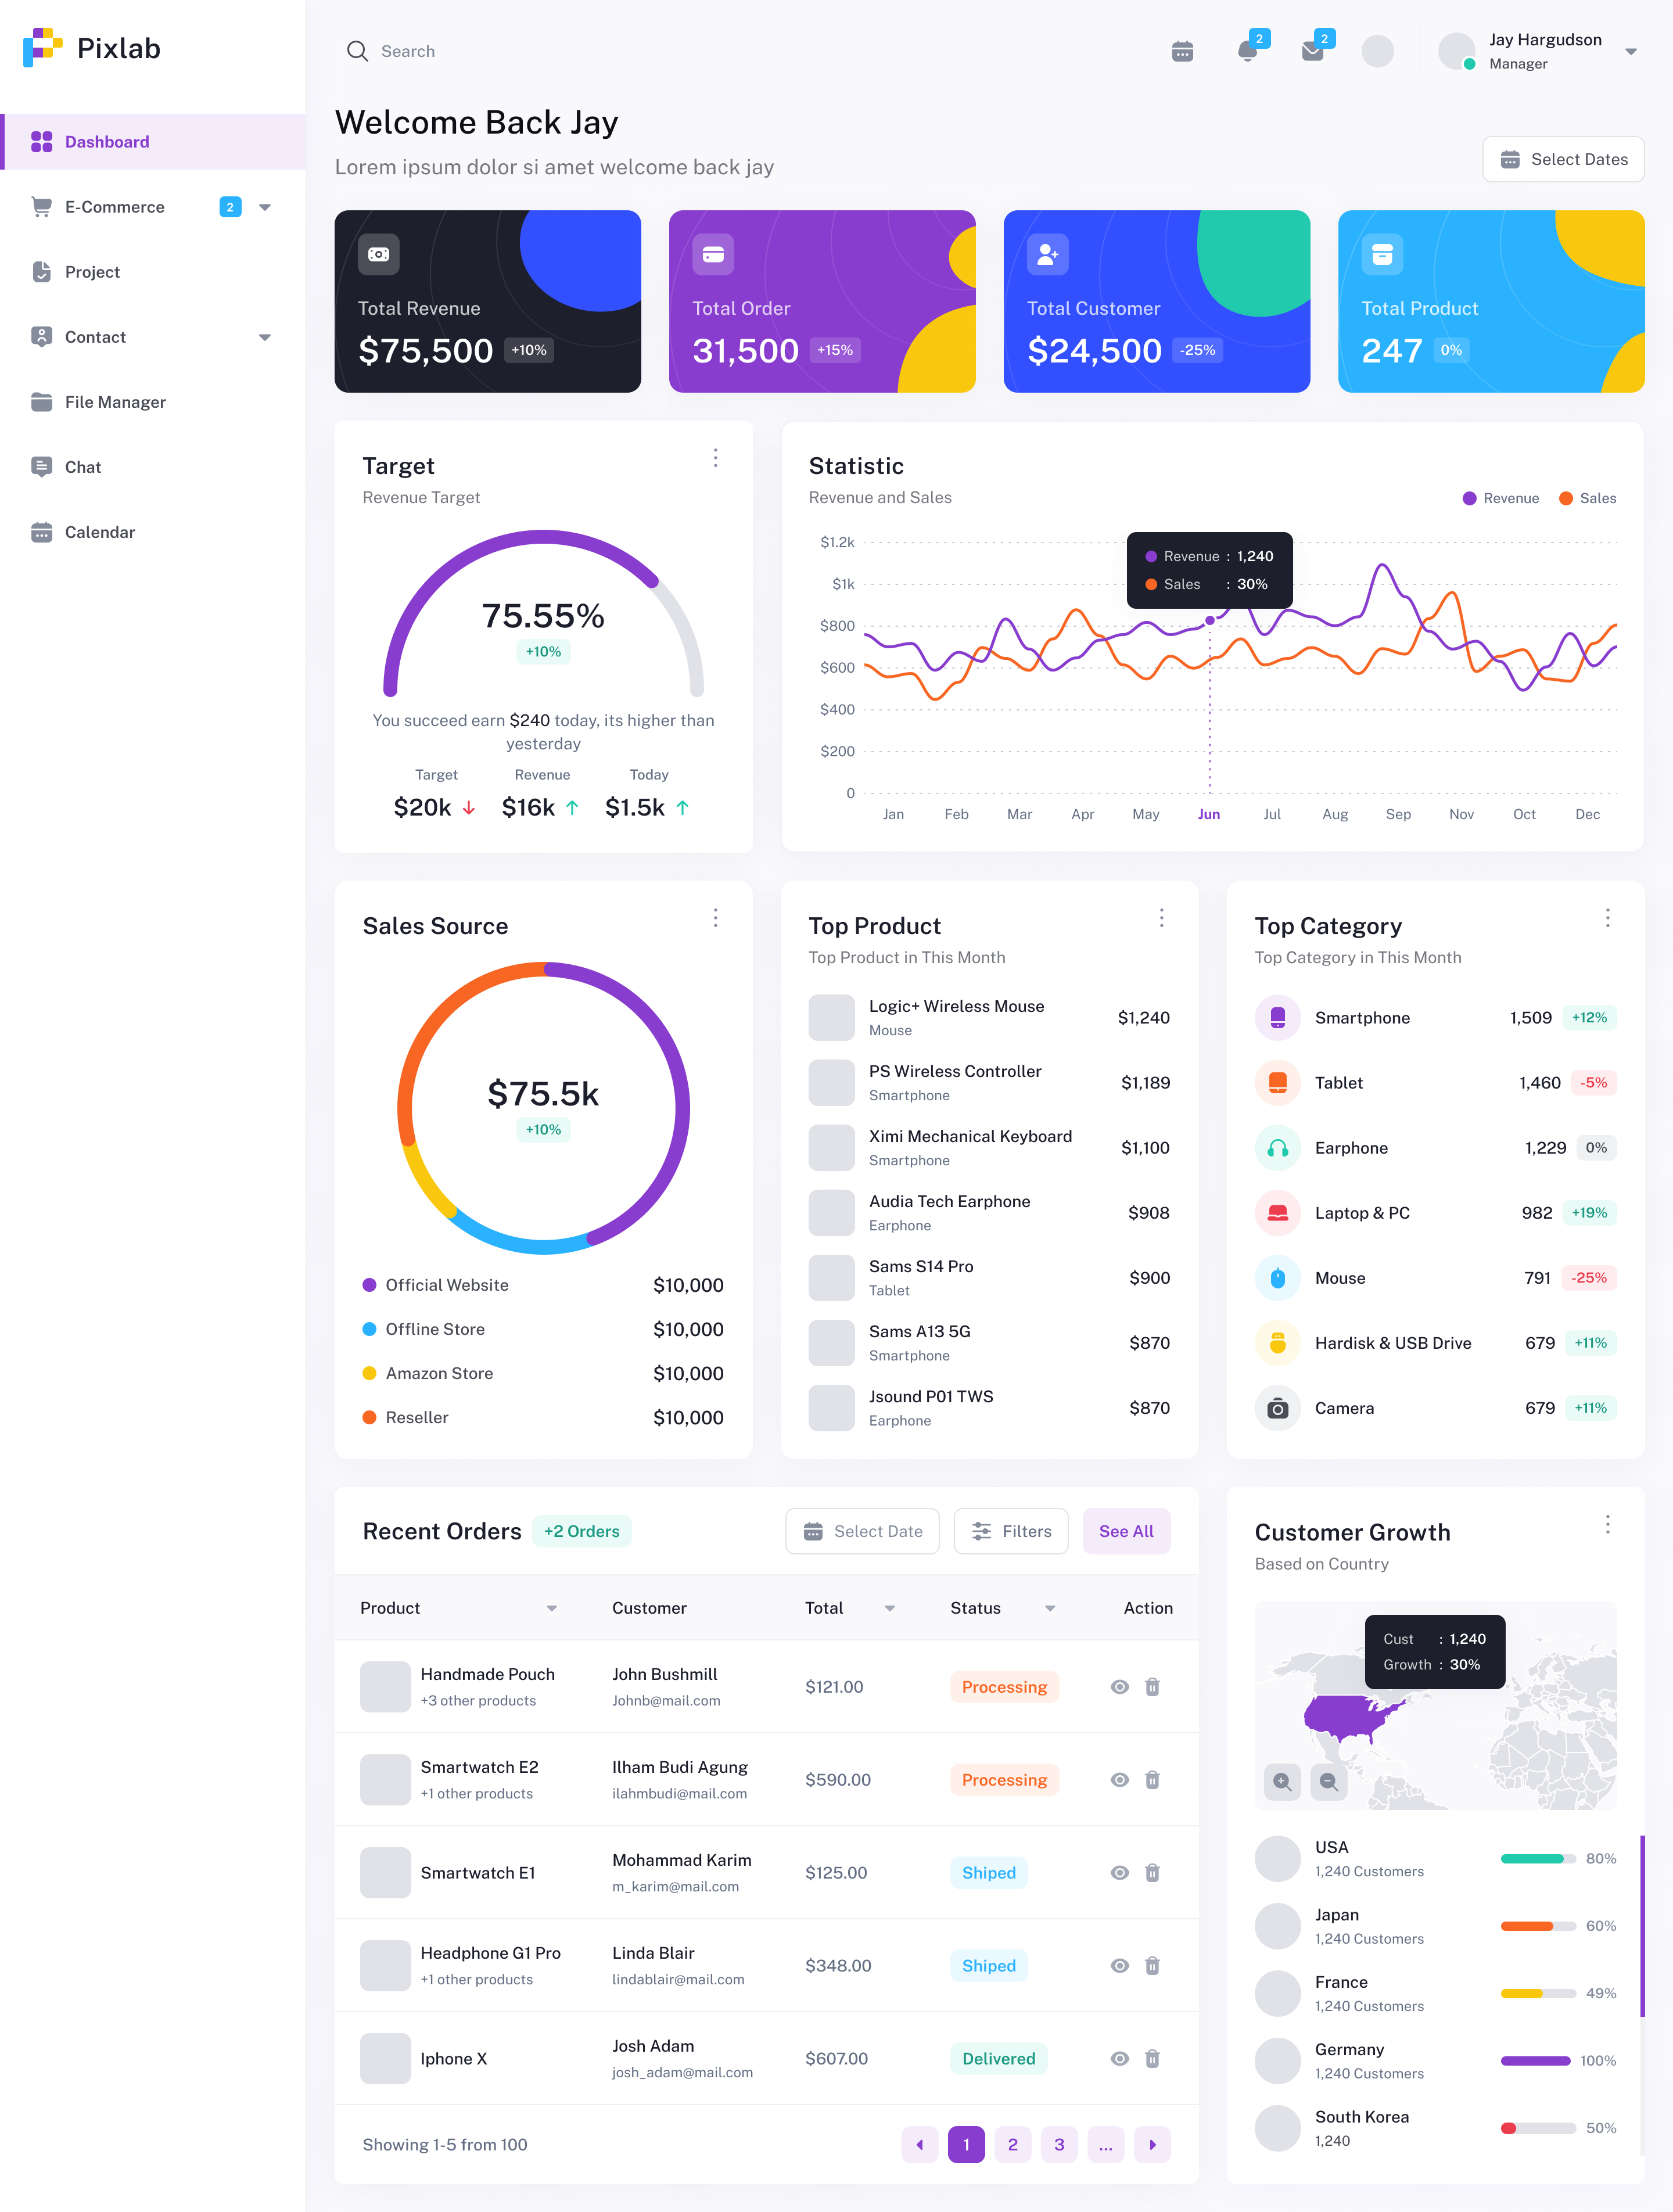 Pixlab
Dashboard
E-Commerce 2
Project
Contact
File Manager
Chat
Calendar
Search
2
2
Jay Hargudson
Manager
Welcome Back Jay
Lorem ipsum dolor si amet welcome back jay
Select Dates
Total Revenue
$75,500 +10%
Total Order
31,500 +15%
Total Customer
$24,500 -25%
Total Product
247 0%
Target
Revenue Target
75.55%
+10%
You succeed earn $240 today, its higher than
yesterday
Target Revenue Today
$20k $16k $1.5k
Statistic
Revenue and Sales
Revenue Sales
$1.2k
$1k
$800
$600
$400
$200
0
Revenue : 1,240
Sales : 30%
Jan Feb Mar Apr May Jun Jul Aug Sep Nov Oct Dec
Sales Source
$75.5k
+10%
Official Website $10,000
Offline Store $10,000
Amazon Store $10,000
Reseller $10,000
Top Product
Top Product in This Month
Logic+ Wireless Mouse
Mouse
$1,240
PS Wireless Controller
Smartphone
$1,189
Ximi Mechanical Keyboard
Smartphone
$1,100
Audia Tech Earphone
Earphone
$908
Sams S14 Pro
Tablet
$900
Sams A13 5G
Smartphone
$870
Jsound P01 TWS
Earphone
$870
Top Category
Top Category in This Month
Smartphone 1,509 +12%
Tablet 1,460 -5%
Earphone 1,229 0%
Laptop & PC 982 +19%
Mouse 791 -25%
Hardisk & USB Drive 679 +11%
Camera 679 +11%
Recent Orders +2 Orders
Select Date
Filters
See All
Product Customer Total Status Action
Handmade Pouch
+3 other products
John Bushmill
Johnb@mail.com
$121.00
Processing
Smartwatch E2
+1 other products
Ilham Budi Agung
ilahmbudi@mail.com
$590.00
Processing
Smartwatch E1
Mohammad Karim
m_karim@mail.com
$125.00
Shiped
Headphone G1 Pro
+1 other products
Linda Blair
lindablair@mail.com
$348.00
Shiped
Iphone X
Josh Adam
josh_adam@mail.com
$607.00
Delivered
Showing 1-5 from 100
1 2 3 ...
Customer Growth
Based on Country
Cust : 1,240
Growth : 30%
USA
1,240 Customers
80%
Japan
1,240 Customers
60%
France
1,240 Customers
49%
Germany
1,240 Customers
100%
South Korea
1,240
50%